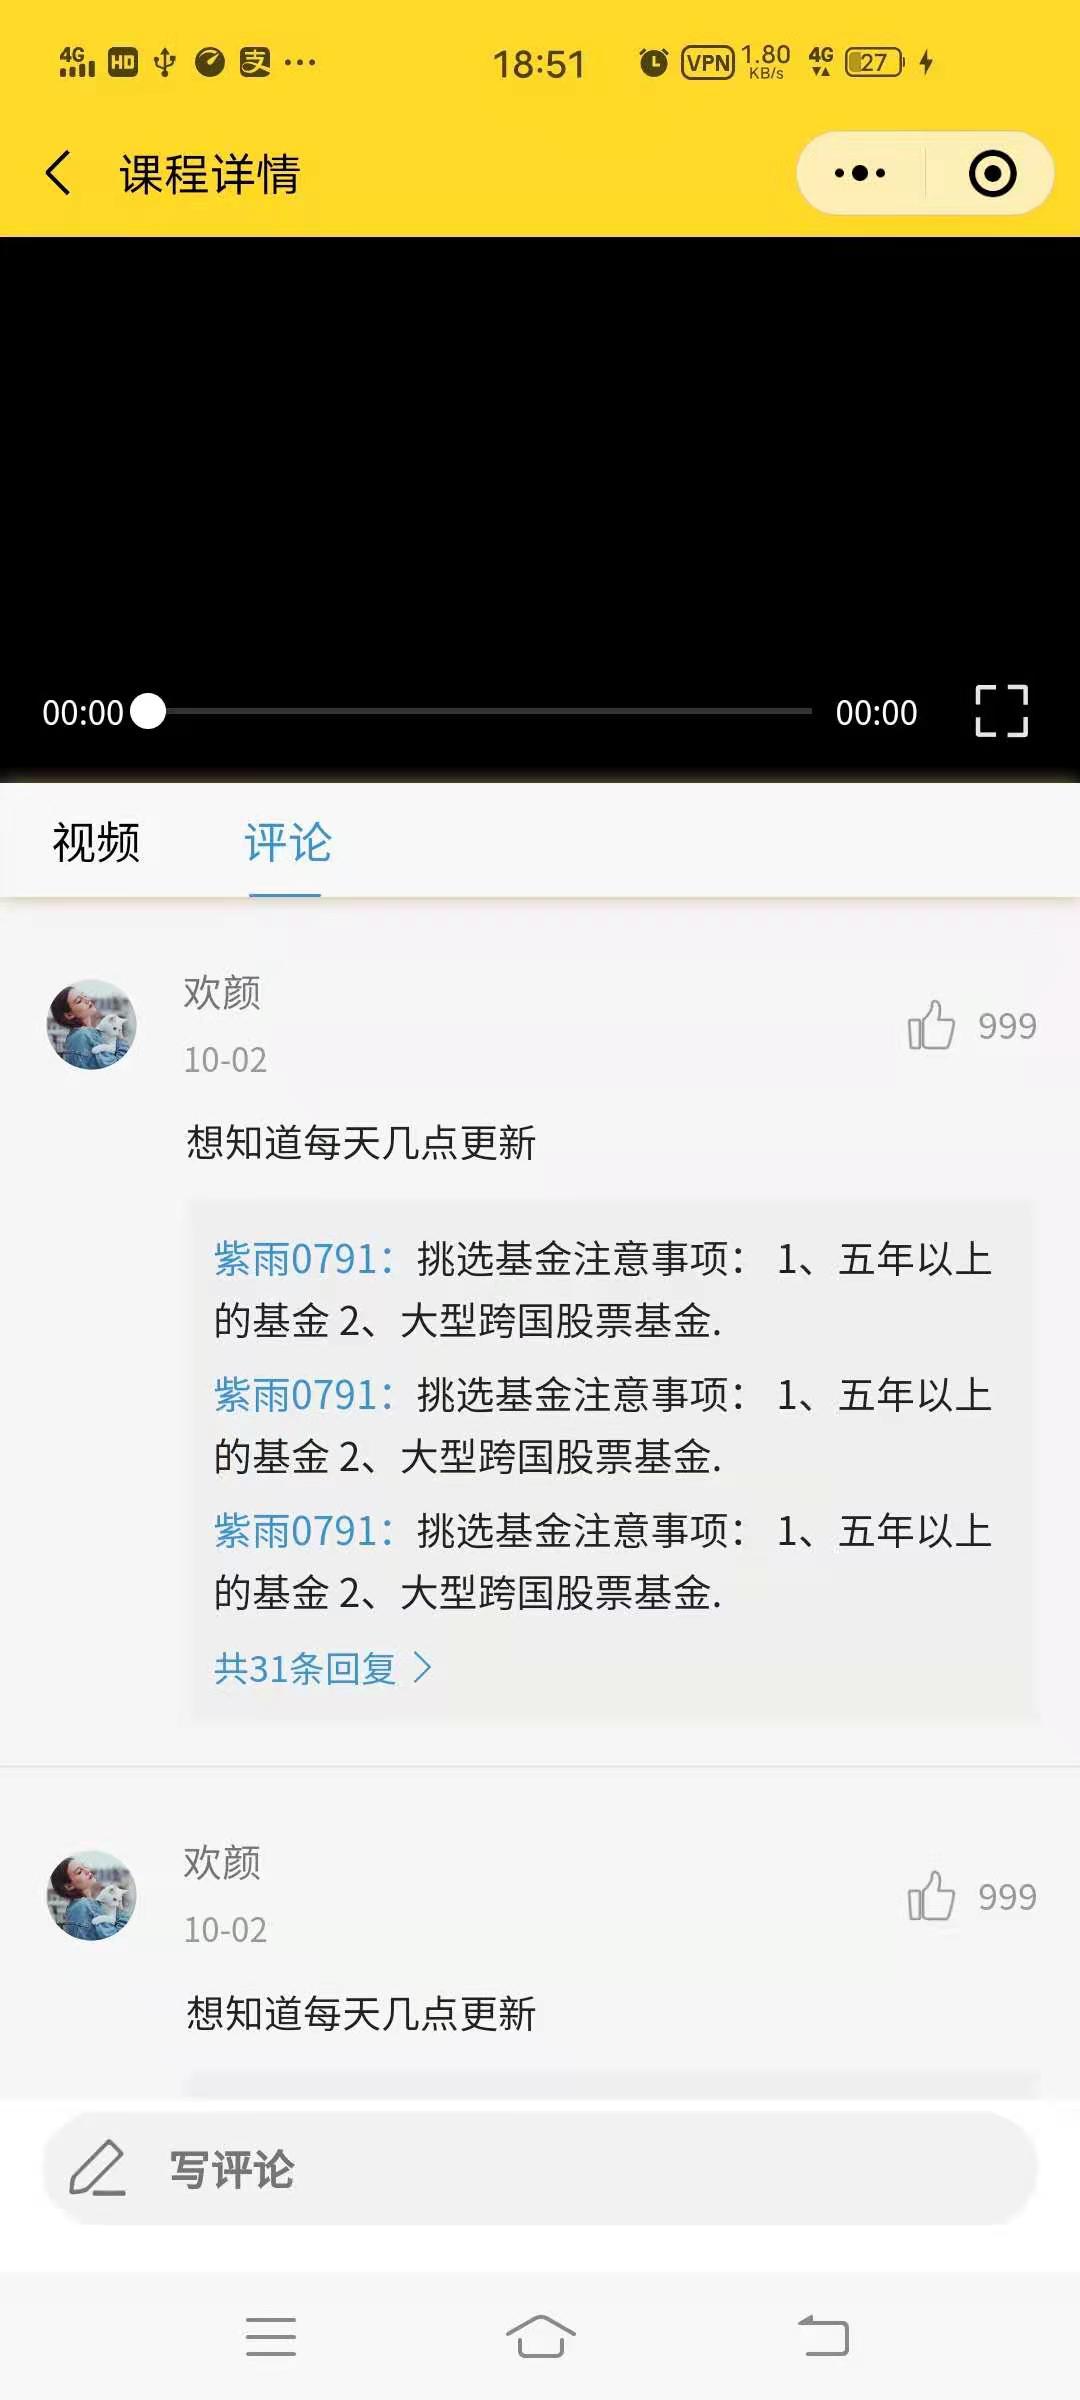 4G HD 支 ... 18:51 VPN 1.80 KB/s 4G 27
课程详情
00:00 00:00
视频 评论
欢颜
999
10-02
想知道每天几点更新
紫雨0791：挑选基金注意事项： 1、五年以上
的基金 2、大型跨国股票基金.
紫雨0791：挑选基金注意事项： 1、五年以上
的基金 2、大型跨国股票基金.
紫雨0791：挑选基金注意事项： 1、五年以上
的基金 2、大型跨国股票基金.
共31条回复 >
欢颜
999
10-02
想知道每天几点更新
写评论